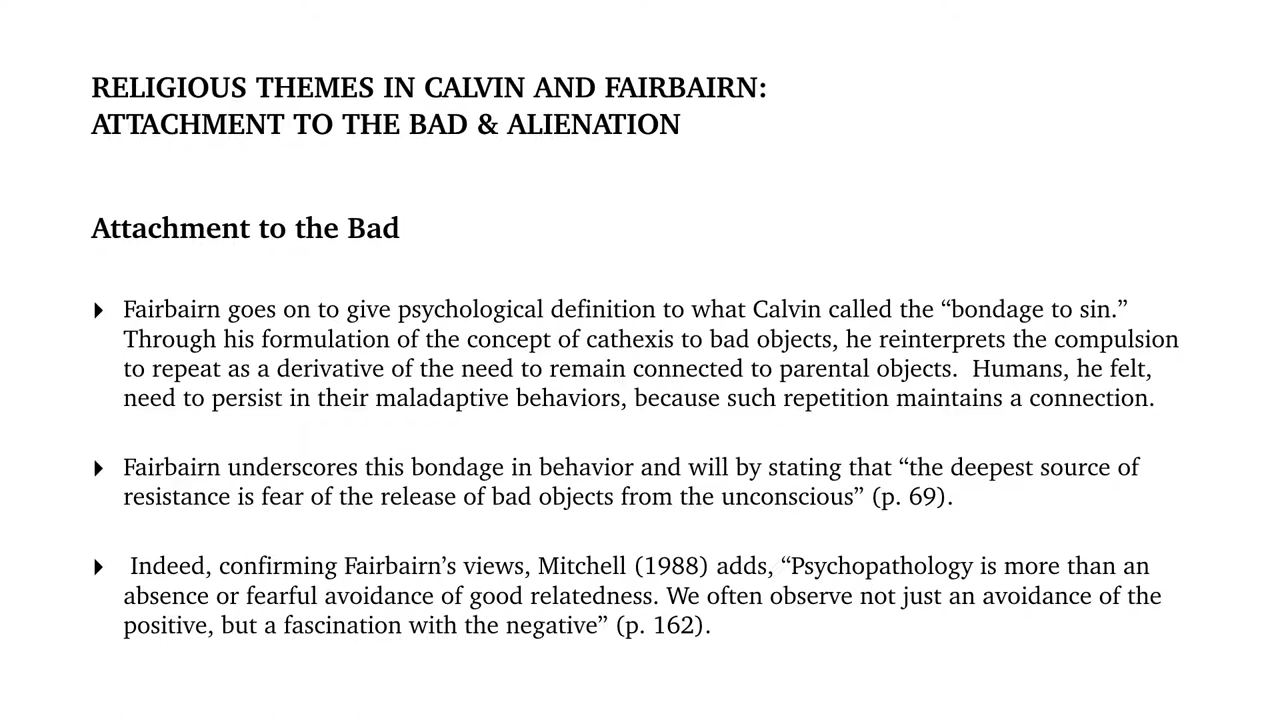 RELIGIOUS THEMES IN CALVIN AND FAIRBAIRN:
ATTACHMENT TO THE BAD & ALIENATION
Attachment to the Bad
Fairbairn goes on to give psychological definition to what Calvin called the “bondage to sin.”
Through his formulation of the concept of cathexis to bad objects, he reinterprets the compulsion
to repeat as a derivative of the need to remain connected to parental objects.  Humans, he felt,
need to persist in their maladaptive behaviors, because such repetition maintains a connection.
Fairbairn underscores this bondage in behavior and will by stating that “the deepest source of
resistance is fear of the release of bad objects from the unconscious” (p. 69).
Indeed, confirming Fairbairn’s views, Mitchell (1988) adds, “Psychopathology is more than an
absence or fearful avoidance of good relatedness. We often observe not just an avoidance of the
positive, but a fascination with the negative” (p. 162).